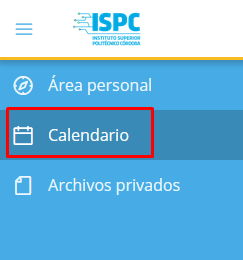 ISPC
INSTITUTO SUPERIOR
POLITÉCNICO CÓRDOBA
Área personal
Calendario
Archivos privados